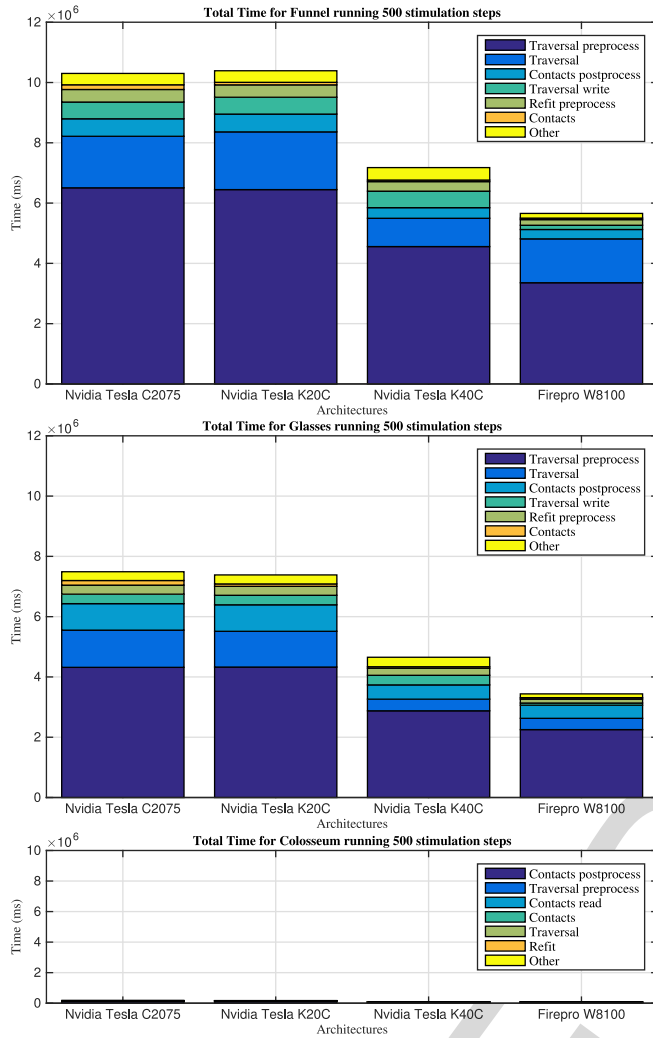 Total Time for Funnel running 500 stimulation steps
× 10⁶
12
10
8
6
4
2
0
Time (ms)
Traversal preprocess
Traversal
Contacts postprocess
Traversal write
Refit preprocess
Contacts
Other
Nvidia Tesla C2075 Nvidia Tesla K20C Nvidia Tesla K40C Firepro W8100
Architectures
Total Time for Glasses running 500 stimulation steps
× 10⁶
12
10
8
6
4
2
0
Time (ms)
Traversal preprocess
Traversal
Contacts postprocess
Traversal write
Refit preprocess
Contacts
Other
Nvidia Tesla C2075 Nvidia Tesla K20C Nvidia Tesla K40C Firepro W8100
Architectures
Total Time for Colosseum running 500 stimulation steps
× 10⁶
10
8
6
4
2
0
Time (ms)
Contacts postprocess
Traversal preprocess
Contacts read
Contacts
Traversal
Refit
Other
Nvidia Tesla C2075 Nvidia Tesla K20C Nvidia Tesla K40C Firepro W8100
Architectures